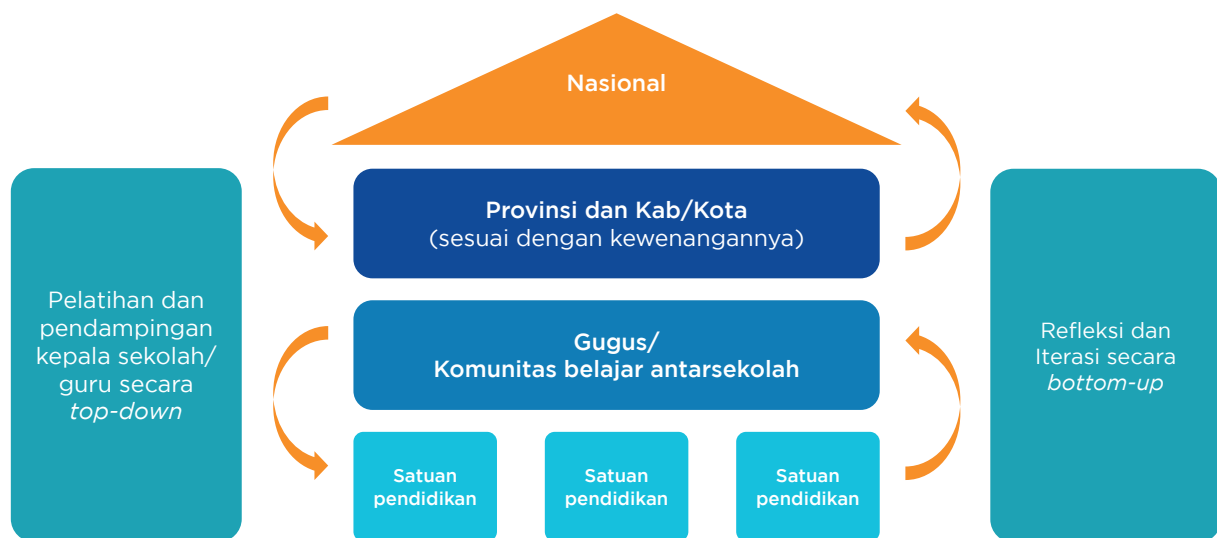 Nasional
Provinsi dan Kab/Kota
(sesuai dengan kewenangannya)
Pelatihan dan
pendampingan
kepala sekolah/
guru secara
top-down
Gugus/
Komunitas belajar antarsekolah
Refleksi dan
Iterasi secara
bottom-up
Satuan
pendidikan
Satuan
pendidikan
Satuan
pendidikan